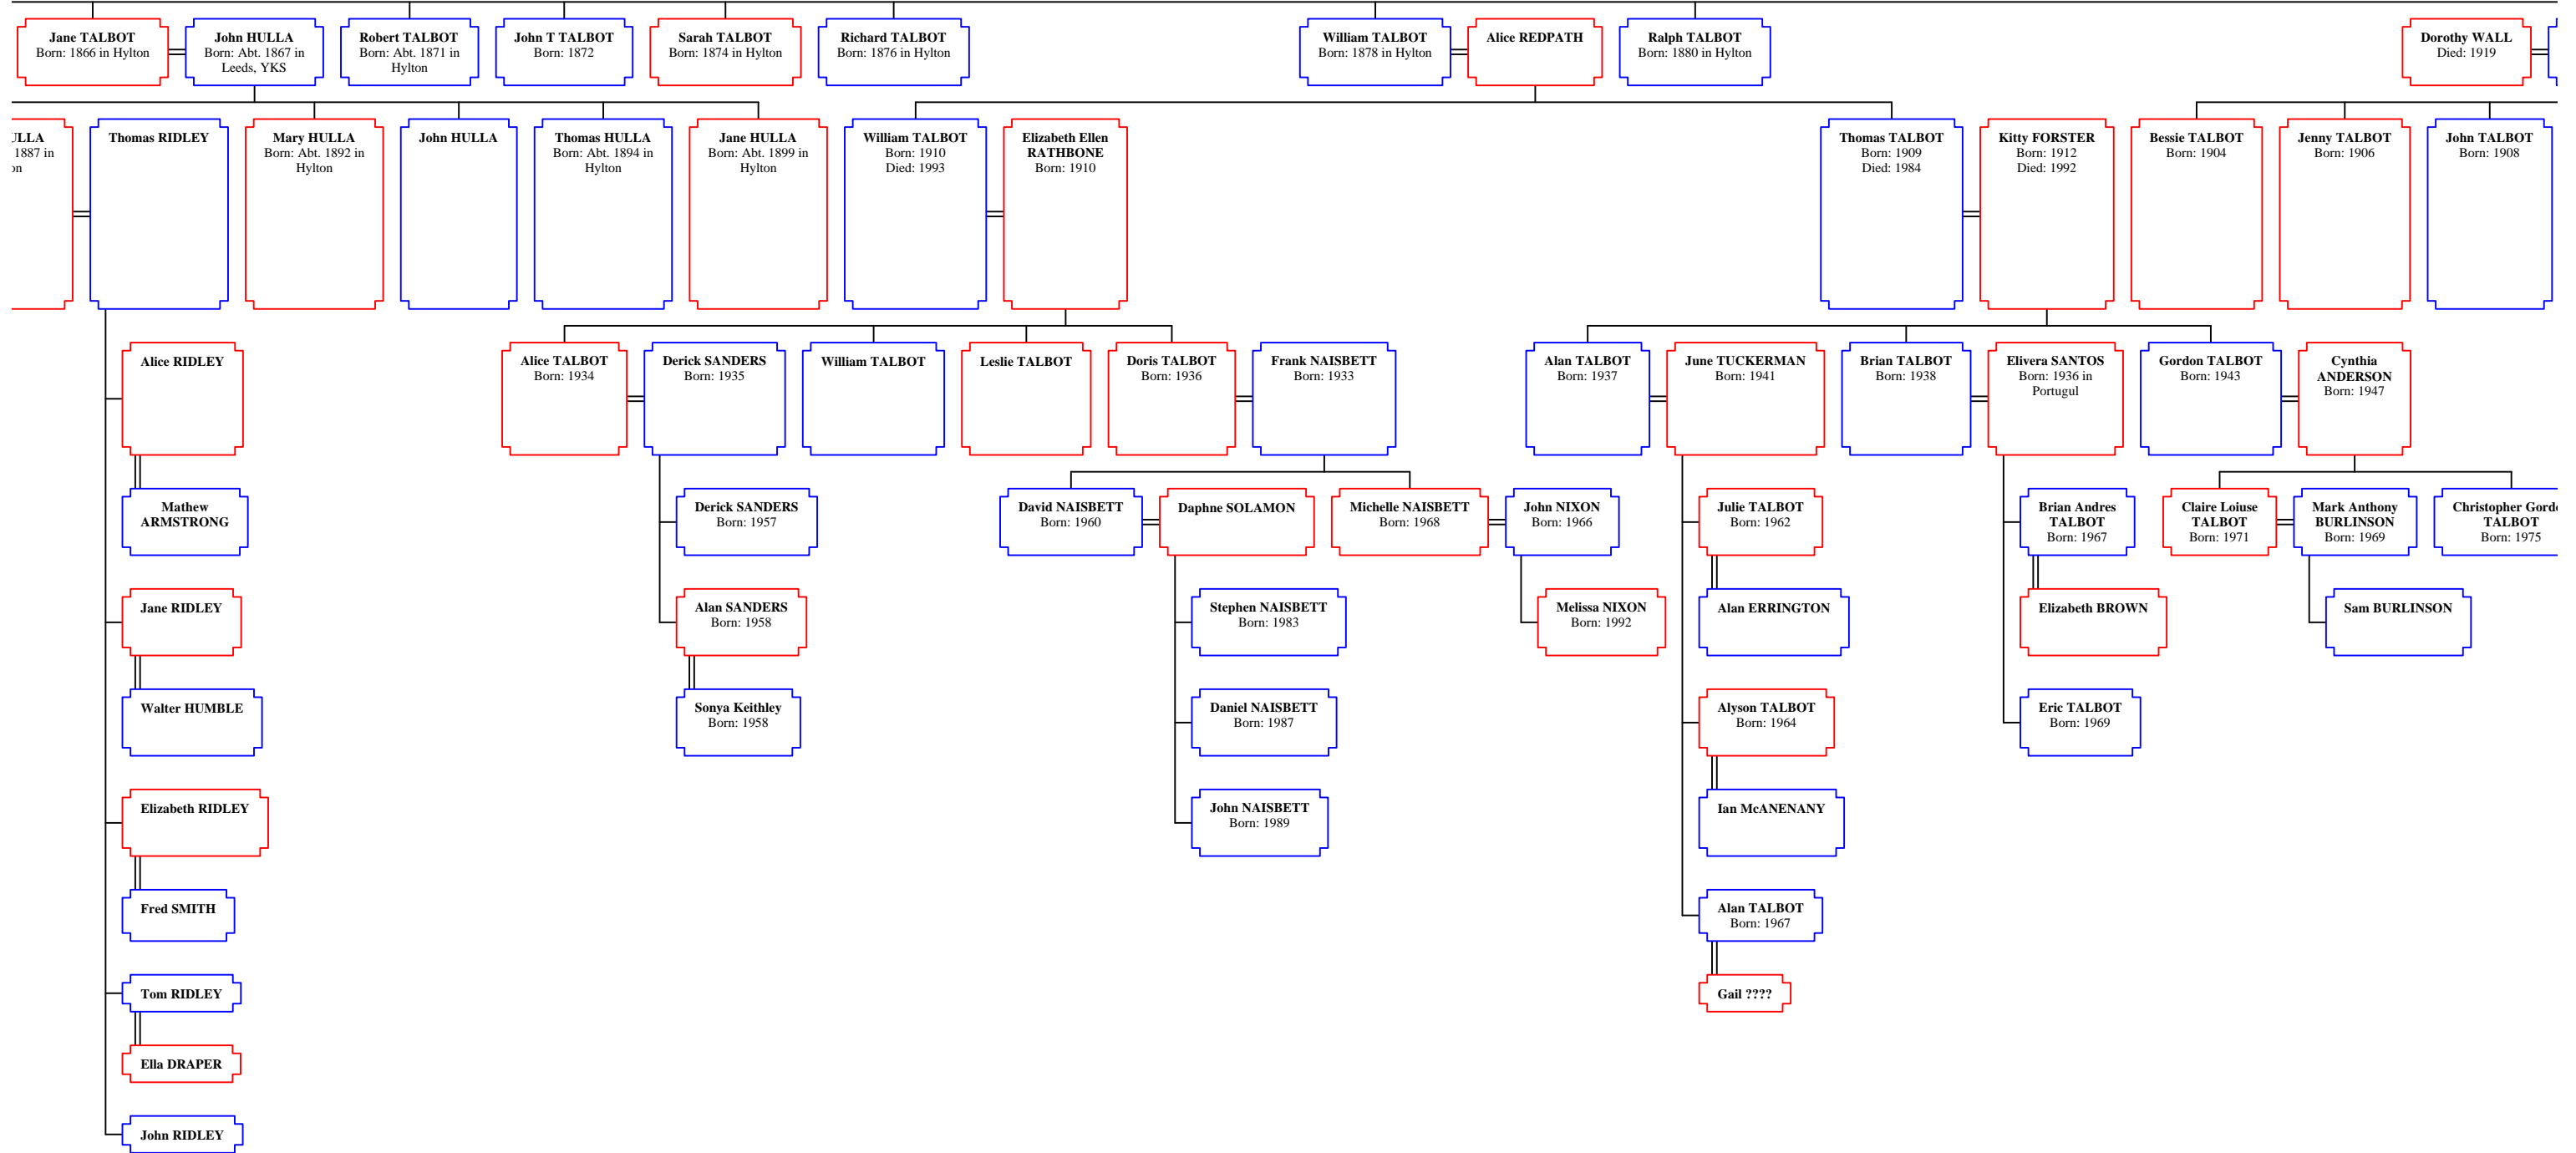 Jane TALBOT
Born: 1866 in Hylton
John HULLA
Born: Abt. 1867 in
Leeds, YKS
Robert TALBOT
Born: Abt. 1871 in
Hylton
John T TALBOT
Born: 1872
Sarah TALBOT
Born: 1874 in Hylton
Richard TALBOT
Born: 1876 in Hylton
William TALBOT
Born: 1878 in Hylton
Alice REDPATH
Ralph TALBOT
Born: 1880 in Hylton
Dorothy WALL
Died: 1919
ULLA
1887 in
on
Thomas RIDLEY
Mary HULLA
Born: Abt. 1892 in
Hylton
John HULLA
Thomas HULLA
Born: Abt. 1894 in
Hylton
Jane HULLA
Born: Abt. 1899 in
Hylton
William TALBOT
Born: 1910
Died: 1993
Elizabeth Ellen
RATHBONE
Born: 1910
Thomas TALBOT
Born: 1909
Died: 1984
Kitty FORSTER
Born: 1912
Died: 1992
Bessie TALBOT
Born: 1904
Jenny TALBOT
Born: 1906
John TALBOT
Born: 1908
Alice RIDLEY
Alice TALBOT
Born: 1934
Derick SANDERS
Born: 1935
William TALBOT
Leslie TALBOT
Doris TALBOT
Born: 1936
Frank NAISBETT
Born: 1933
Alan TALBOT
Born: 1937
June TUCKERMAN
Born: 1941
Brian TALBOT
Born: 1938
Elivera SANTOS
Born: 1936 in
Portugul
Gordon TALBOT
Born: 1943
Cynthia
ANDERSON
Born: 1947
Mathew
ARMSTRONG
Derick SANDERS
Born: 1957
David NAISBETT
Born: 1960
Daphne SOLAMON
Michelle NAISBETT
Born: 1968
John NIXON
Born: 1966
Julie TALBOT
Born: 1962
Brian Andres
TALBOT
Born: 1967
Claire Loiuse
TALBOT
Born: 1971
Mark Anthony
BURLINSON
Born: 1969
Christopher Gord
TALBOT
Born: 1975
Jane RIDLEY
Alan SANDERS
Born: 1958
Stephen NAISBETT
Born: 1983
Melissa NIXON
Born: 1992
Alan ERRINGTON
Elizabeth BROWN
Sam BURLINSON
Walter HUMBLE
Sonya Keithley
Born: 1958
Daniel NAISBETT
Born: 1987
Alyson TALBOT
Born: 1964
Eric TALBOT
Born: 1969
Elizabeth RIDLEY
John NAISBETT
Born: 1989
Ian McANENANY
Fred SMITH
Alan TALBOT
Born: 1967
Tom RIDLEY
Gail ????
Ella DRAPER
John RIDLEY